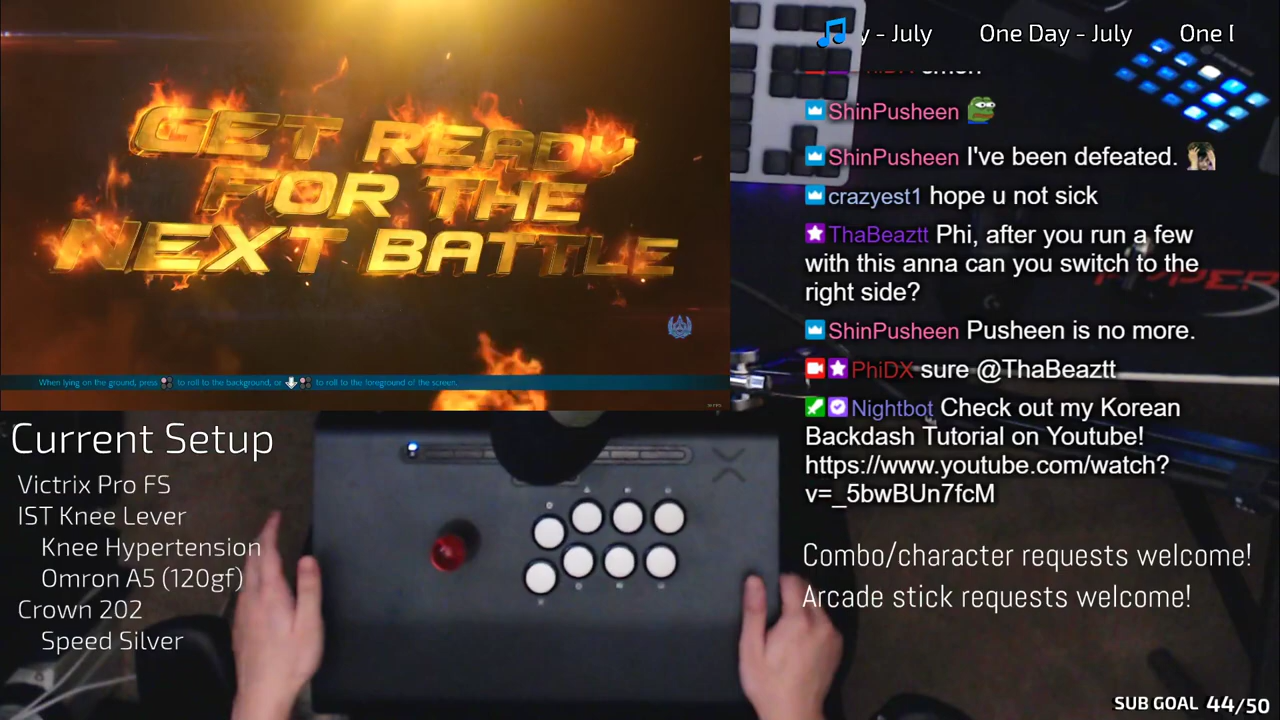 GET READY
FOR THE
NEXT BATTLE
When lying on the ground, press to roll to the background, or to roll to the foreground of the screen.
y - July One Day - July One [
ShinPusheen
ShinPusheen I've been defeated.
crazyest1 hope u not sick
ThaBeaztt Phi, after you run a few
with this anna can you switch to the
right side?
ShinPusheen Pusheen is no more.
PhiDX sure @ThaBeaztt
Nightbot Check out my Korean
Backdash Tutorial on Youtube!
https://www.youtube.com/watch?
v=_5bwBUn7fcM
Combo/character requests welcome!
Arcade stick requests welcome!
SUB GOAL 44/50
Current Setup
Victrix Pro FS
IST Knee Lever
Knee Hypertension
Omron A5 (120gf)
Crown 202
Speed Silver